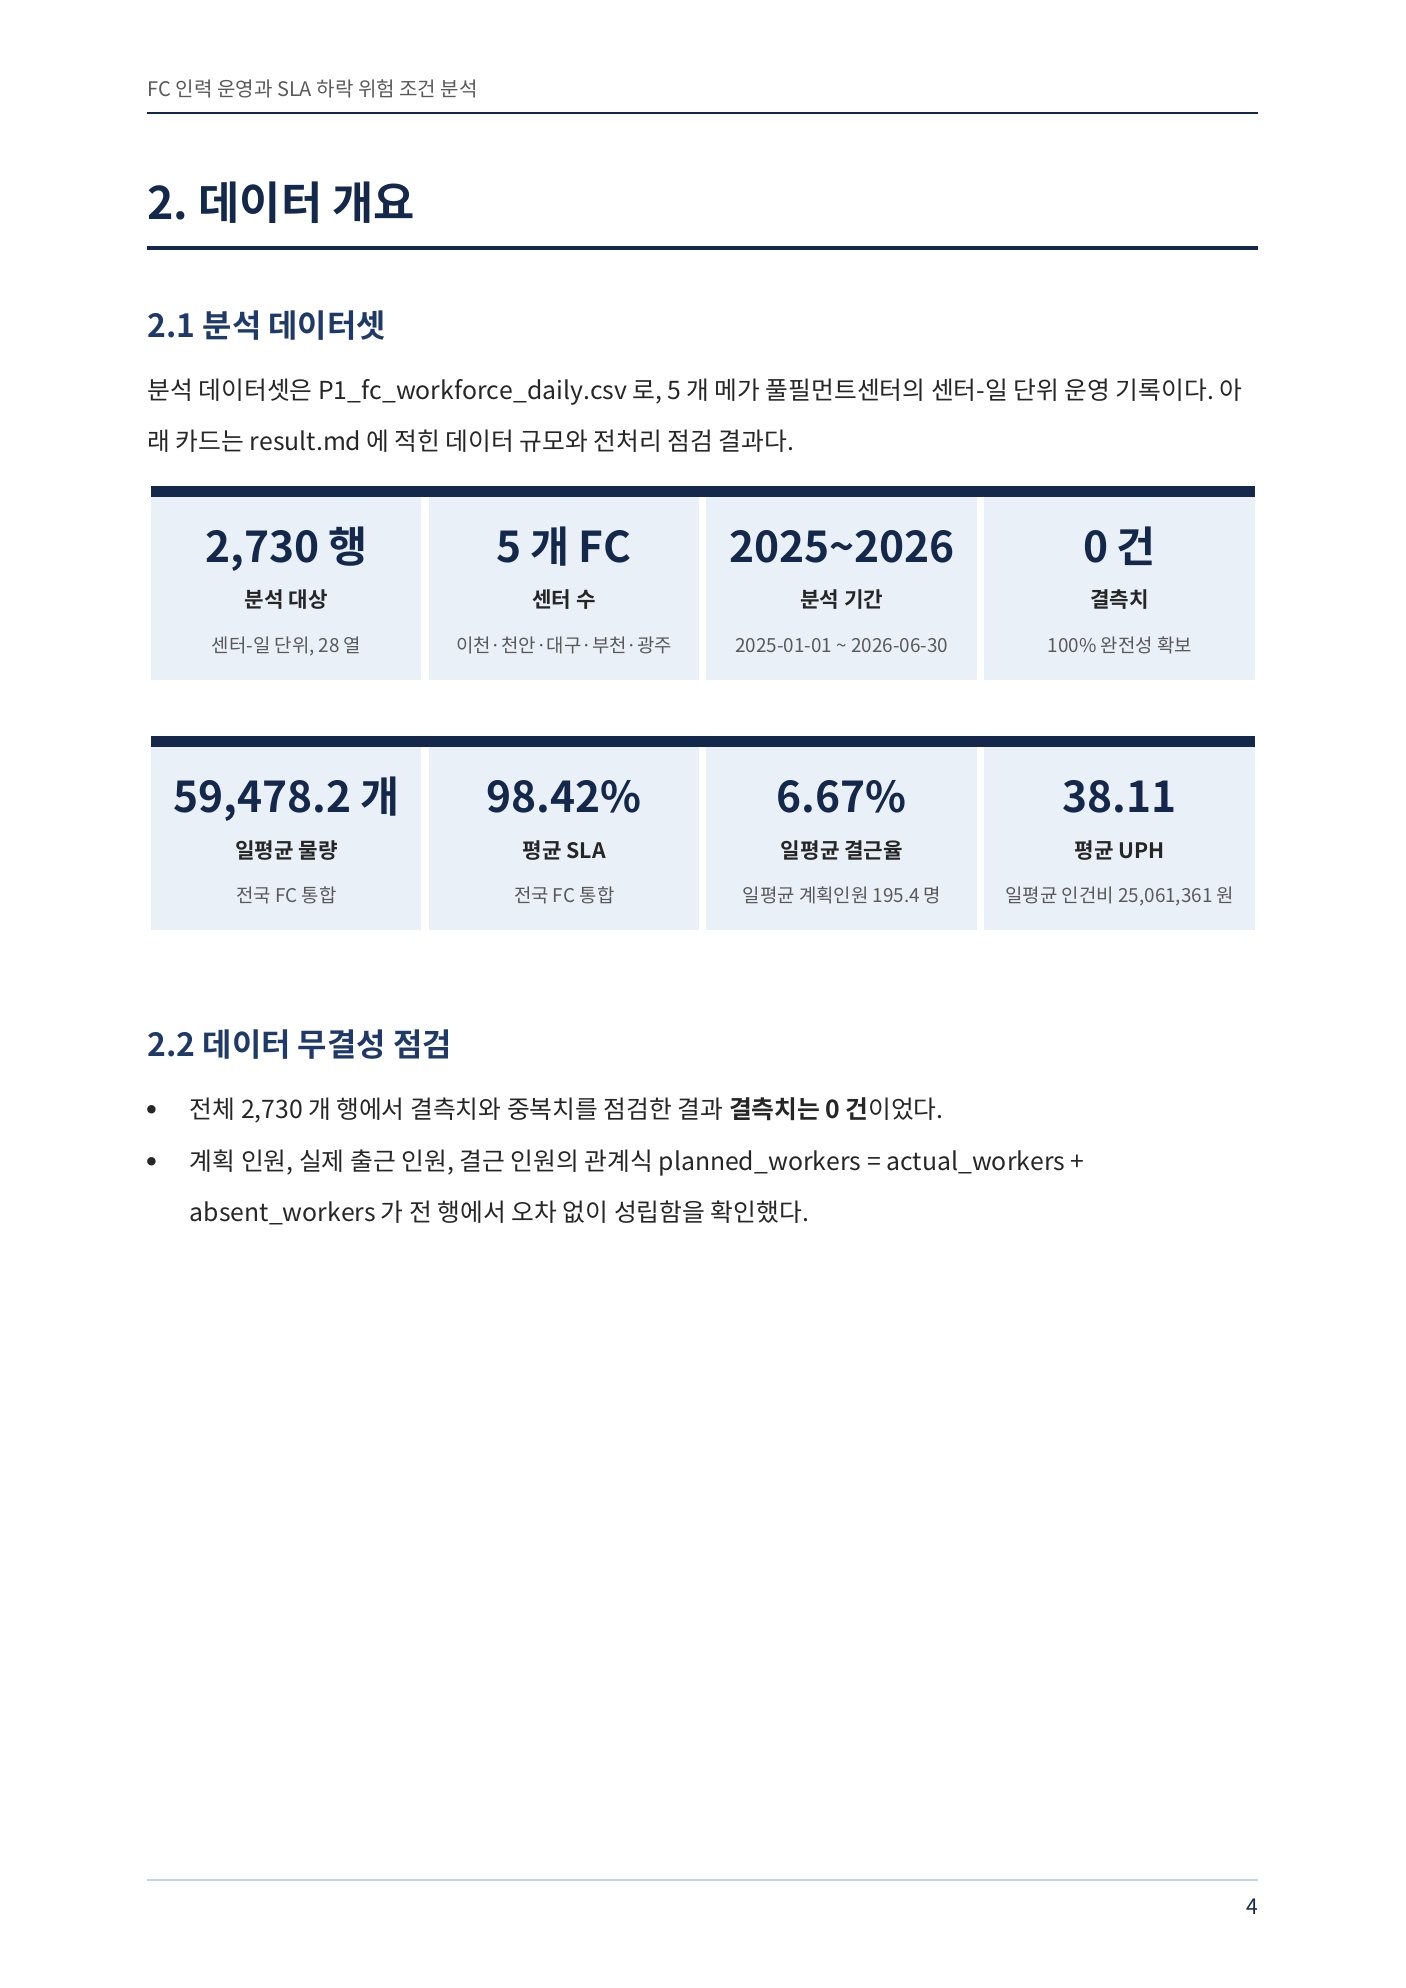 FC 인력 운영과 SLA 하락 위험 조건 분석
2. 데이터 개요
2.1 분석 데이터셋
분석 데이터셋은 P1_fc_workforce_daily.csv 로, 5 개 메가 풀필먼트센터의 센터-일 단위 운영 기록이다. 아
래 카드는 result.md 에 적힌 데이터 규모와 전처리 점검 결과다.
2,730 행
분석 대상
센터-일 단위, 28 열
5 개 FC
센터 수
이천·천안·대구·부천·광주
2025~2026
분석 기간
2025-01-01 ~ 2026-06-30
0 건
결측치
100% 완전성 확보
59,478.2 개
일평균 물량
전국 FC 통합
98.42%
평균 SLA
전국 FC 통합
6.67%
일평균 결근율
일평균 계획인원 195.4 명
38.11
평균 UPH
일평균 인건비 25,061,361 원
2.2 데이터 무결성 점검
• 전체 2,730 개 행에서 결측치와 중복치를 점검한 결과 결측치는 0 건이었다.
• 계획 인원, 실제 출근 인원, 결근 인원의 관계식 planned_workers = actual_workers +
absent_workers 가 전 행에서 오차 없이 성립함을 확인했다.
4